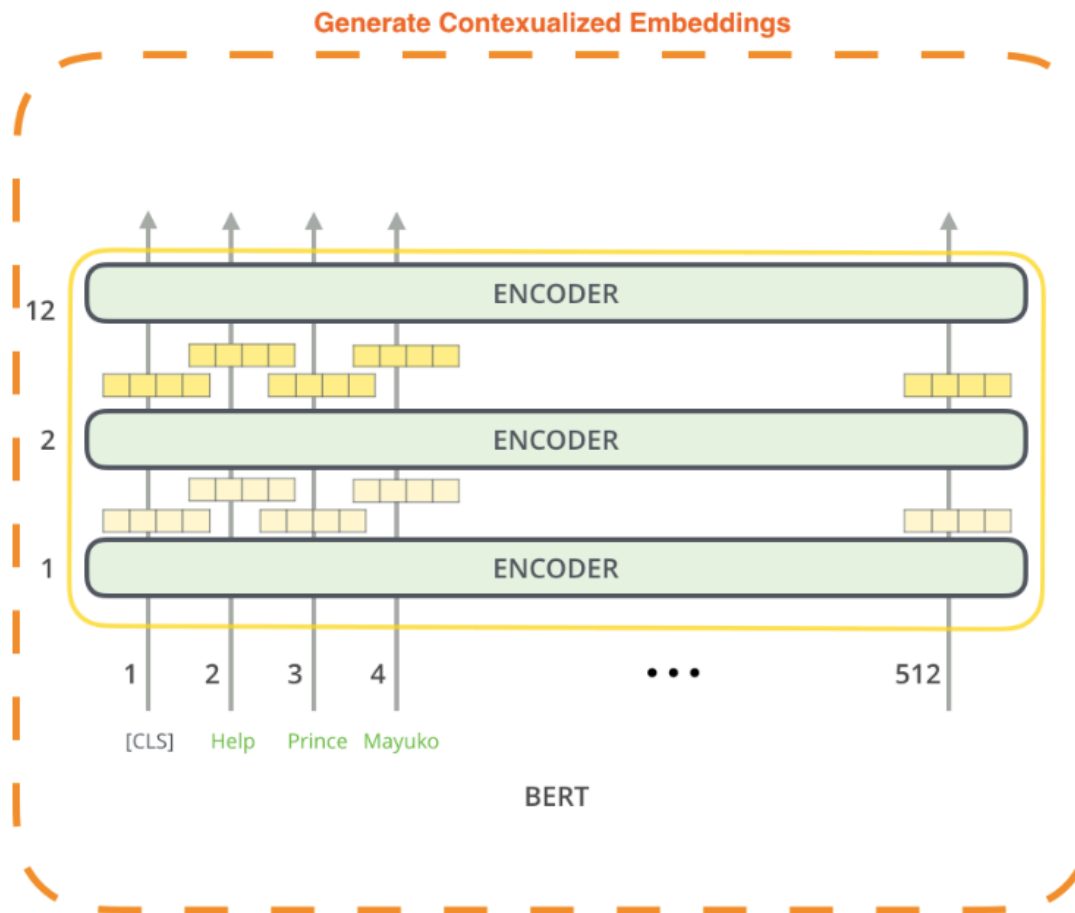 Generate Contexualized Embeddings
12 ENCODER
2 ENCODER
1 ENCODER
1 2 3 4 ••• 512
[CLS] Help Prince Mayuko
BERT